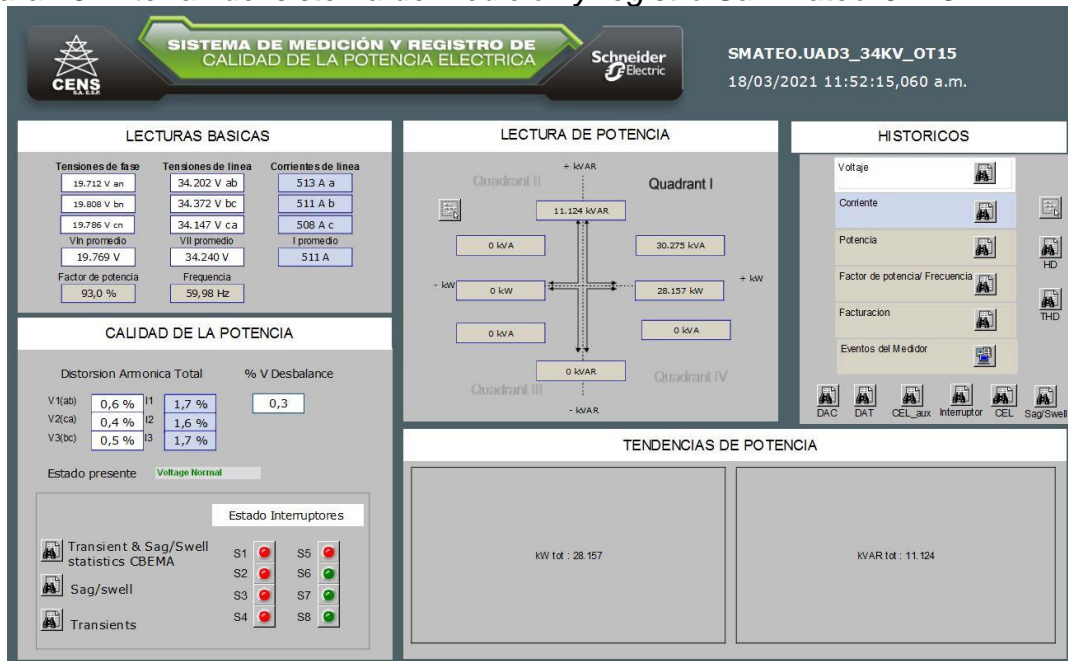 CENS
S.A. E.S.P.
SISTEMA DE MEDICIÓN Y REGISTRO DE
CALIDAD DE LA POTENCIA ELECTRICA
Schneider
Electric
SMATEO.UAD3_34KV_OT15
18/03/2021 11:52:15,060 a.m.
LECTURAS BASICAS
Tensiones de fase Tensiones de linea Corrientes de linea
19.712 V an 34.202 V ab 513 A a
19.808 V bn 34.372 V bc 511 A b
19.786 V cn 34.147 V ca 508 A c
Vln promedio Vll promedio I promedio
19.769 V 34.240 V 511 A
Factor de potencia Frequencia
93,0 % 59,98 Hz
CALIDAD DE LA POTENCIA
Distorsion Armonica Total % V Desbalance
V1(ab) 0,6 % I1 1,7 % 0,3
V2(ca) 0,4 % I2 1,6 %
V3(bc) 0,5 % I3 1,7 %
Estado presente Voltage Normal
Estado Interruptores
Transient & Sag/Swell
statistics CBEMA
Sag/swell
Transients
S1 S5
S2 S6
S3 S7
S4 S8
LECTURA DE POTENCIA
+ kVAR
Quadrant II Quadrant I
11.124 kVAR
0 kVA 30.275 kVA
- kW 0 kW 28.157 kW + kW
0 kVA 0 kVA
0 kVAR
Quadrant III Quadrant IV
- kVAR
HISTORICOS
Voltaje
Corriente
Potencia
HD
Factor de potencia/ Frecuencia
Facturacion
THD
Eventos del Medidor
DAC DAT CEL_aux Interruptor CEL Sag/Swell
TENDENCIAS DE POTENCIA
kW tot : 28.157 kVAR tot : 11.124